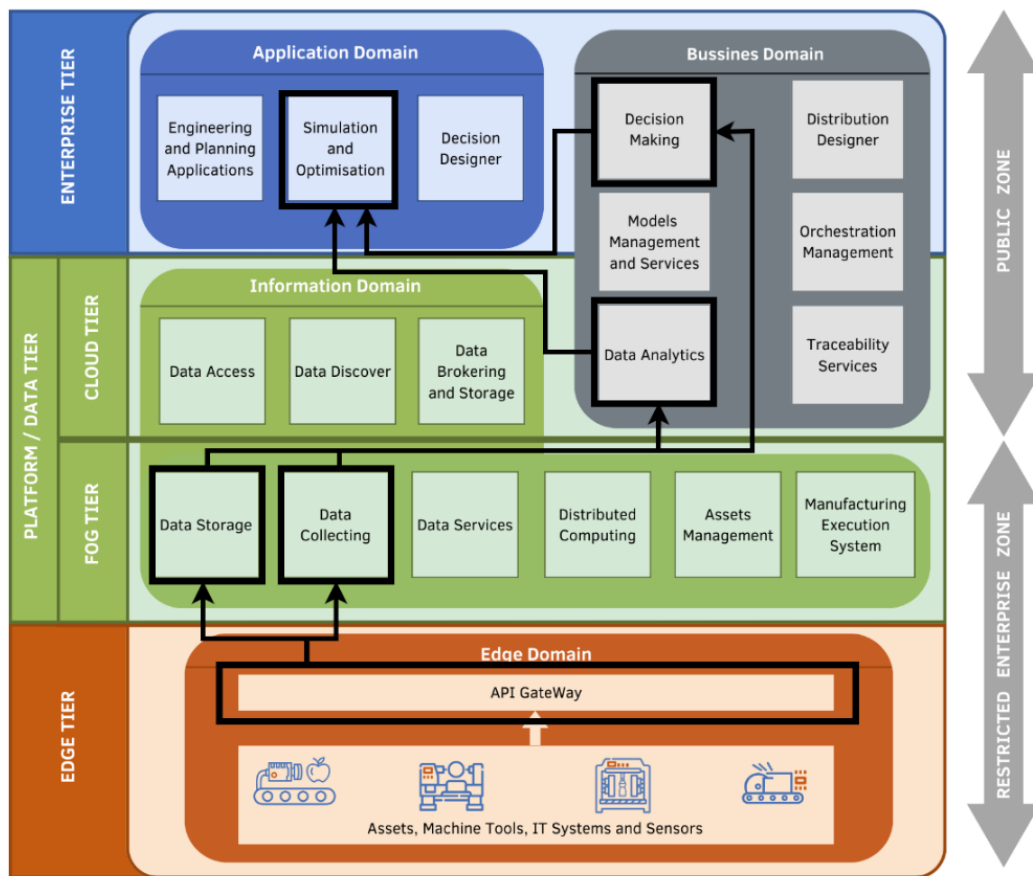 ENTERPRISE TIER
Application Domain
Engineering
and Planning
Applications
Simulation
and
Optimisation
Decision
Designer
Bussines Domain
Decision
Making
Distribution
Designer
Models
Management
and Services
Orchestration
Management
Data Analytics
Traceability
Services
PUBLIC ZONE
PLATFORM / DATA TIER
CLOUD TIER
Information Domain
Data Access
Data Discover
Data
Brokering
and Storage
FOG TIER
Data Storage
Data
Collecting
Data Services
Distributed
Computing
Assets
Management
Manufacturing
Execution
System
RESTRICTED ENTERPRISE ZONE
EDGE TIER
Edge Domain
API GateWay
Assets, Machine Tools, IT Systems and Sensors